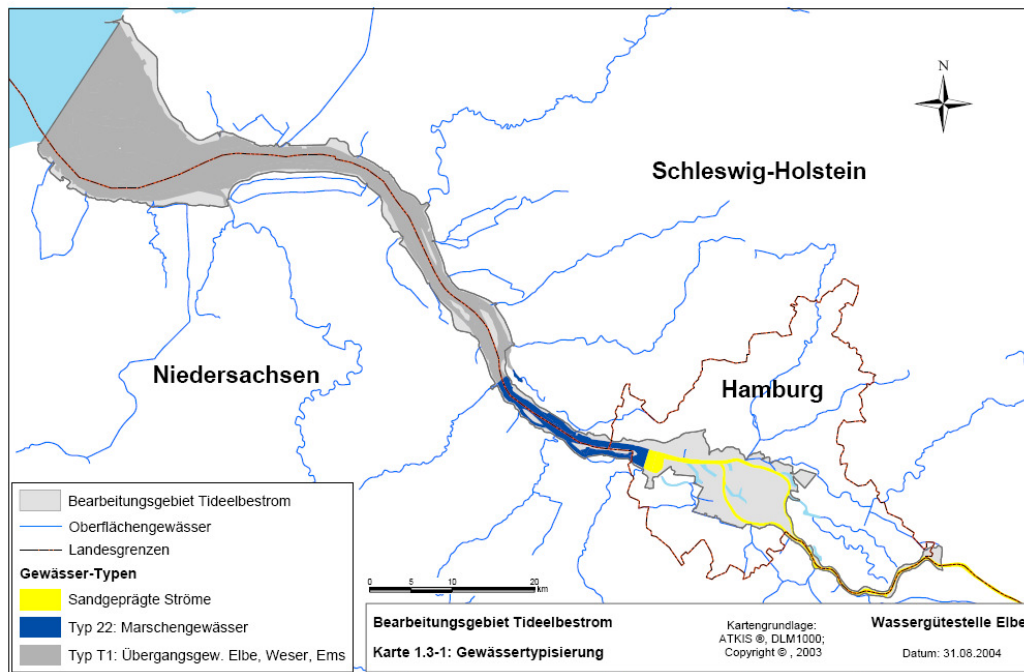 N
Schleswig-Holstein
Niedersachsen
Hamburg
Bearbeitungsgebiet Tideelbestrom
Oberflächengewässer
Landesgrenzen
Gewässer-Typen
Sandgeprägte Ströme
Typ 22: Marschengewässer
Typ T1: Übergangsgew. Elbe, Weser, Ems
0 5 10 20
km
Bearbeitungsgebiet Tideelbestrom
Karte 1.3-1: Gewässertypisierung
Kartengrundlage:
ATKIS ®, DLM1000;
Copyright © , 2003
Wassergütestelle Elbe
Datum: 31.08.2004